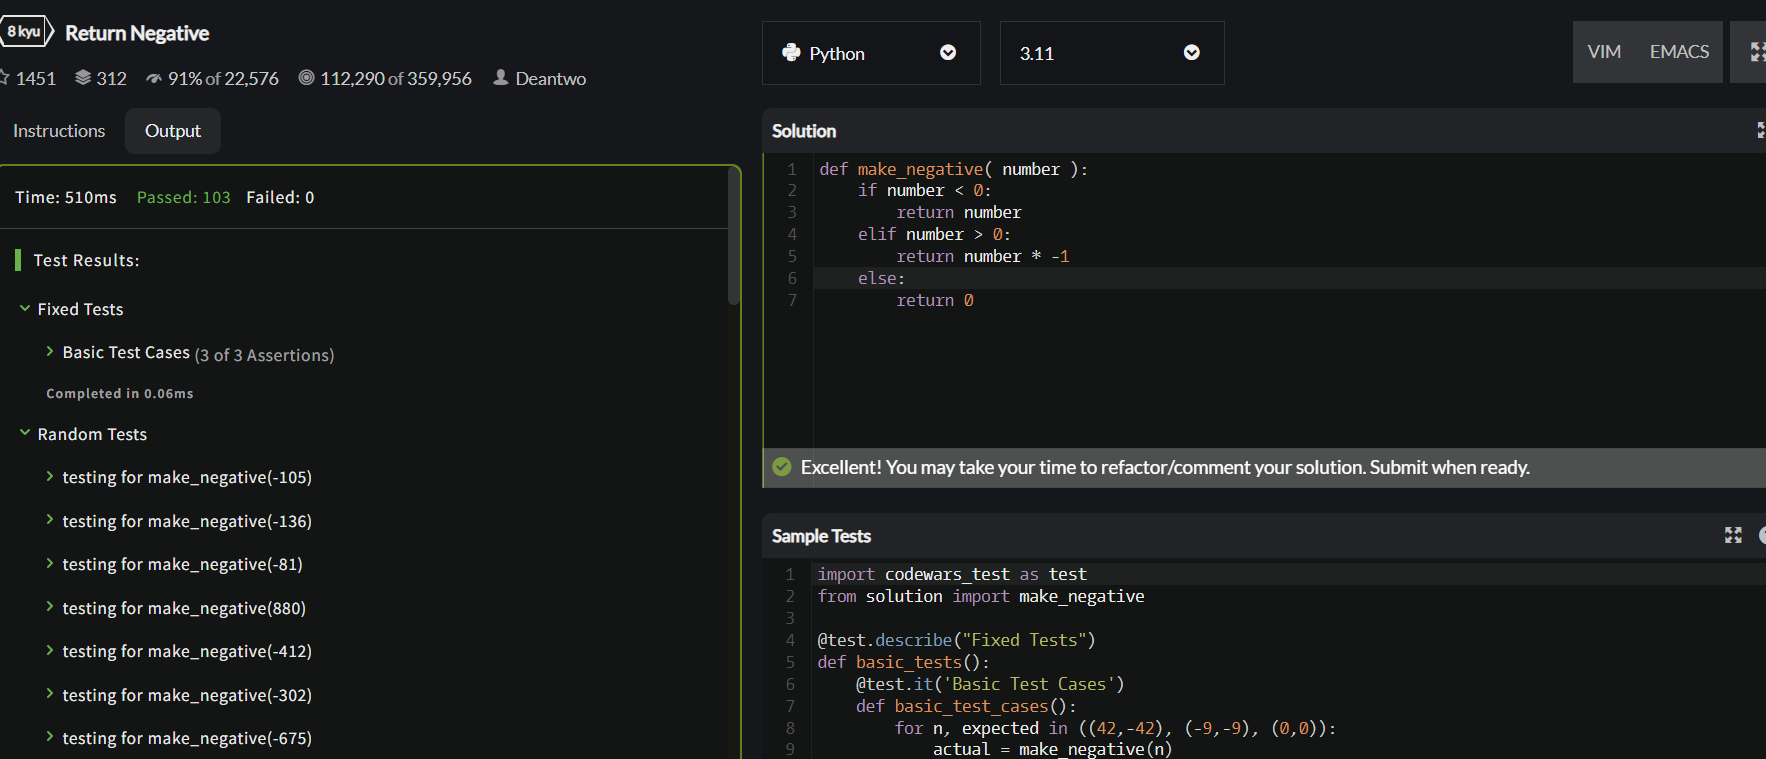 8 kyu Return Negative
1451 312 91% of 22,576 112,290 of 359,956 Deantwo
Instructions Output
Time: 510ms Passed: 103 Failed: 0
Test Results:
Fixed Tests
Basic Test Cases (3 of 3 Assertions)
Completed in 0.06ms
Random Tests
testing for make_negative(-105)
testing for make_negative(-136)
testing for make_negative(-81)
testing for make_negative(880)
testing for make_negative(-412)
testing for make_negative(-302)
testing for make_negative(-675)
Python 3.11 VIM EMACS
Solution
1 def make_negative( number ):
2     if number < 0:
3         return number
4     elif number > 0:
5         return number * -1
6     else:
7         return 0
Excellent! You may take your time to refactor/comment your solution. Submit when ready.
Sample Tests
1 import codewars_test as test
2 from solution import make_negative
3
4 @test.describe("Fixed Tests")
5 def basic_tests():
6     @test.it('Basic Test Cases')
7     def basic_test_cases():
8         for n, expected in ((42,-42), (-9,-9), (0,0)):
9             actual = make_negative(n)